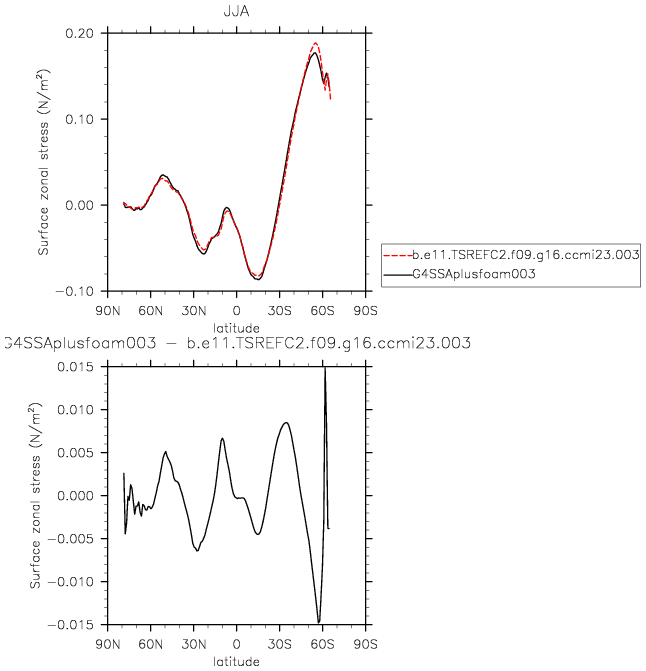 JJA
Surface zonal stress (N/m²)
0.20
0.10
0.00
−0.10
90N 60N 30N 0 30S 60S 90S
latitude
b.e11.TSREFC2.f09.g16.ccmi23.003
G4SSAplusfoam003
G4SSAplusfoam003 − b.e11.TSREFC2.f09.g16.ccmi23.003
Surface zonal stress (N/m²)
0.015
0.010
0.005
0.000
−0.005
−0.010
−0.015
90N 60N 30N 0 30S 60S 90S
latitude